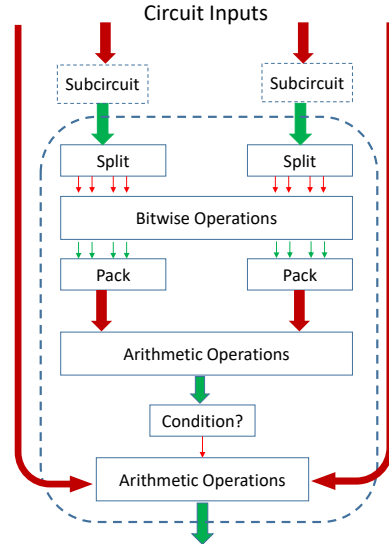 Circuit Inputs
Subcircuit
Subcircuit
Split
Split
Bitwise Operations
Pack
Pack
Arithmetic Operations
Condition?
Arithmetic Operations